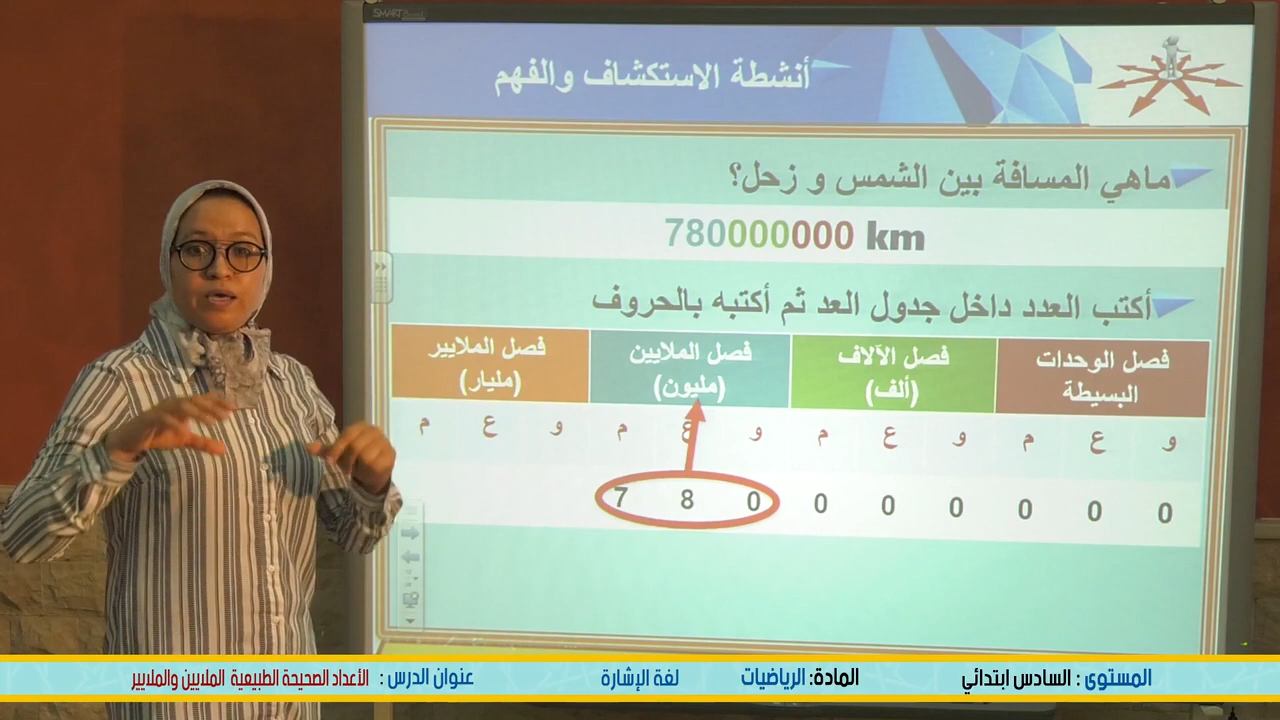 SMART Board
أنشطة الاستكشاف والفهم
ماهي المسافة بين الشمس و زحل؟
780000000 km
أكتب العدد داخل جدول العد ثم أكتبه بالحروف
فصل الوحدات البسيطة
فصل الآلاف (ألف)
فصل الملايين (مليون)
فصل الملايير (مليار)
و ع م و ع م و ع م و ع م
7 8 0 0 0 0 0 0 0
المستوى : السادس ابتدائي المادة: الرياضيات لغة الإشارة عنوان الدرس : الأعداد الصحيحة الطبيعية الملايين والملايير